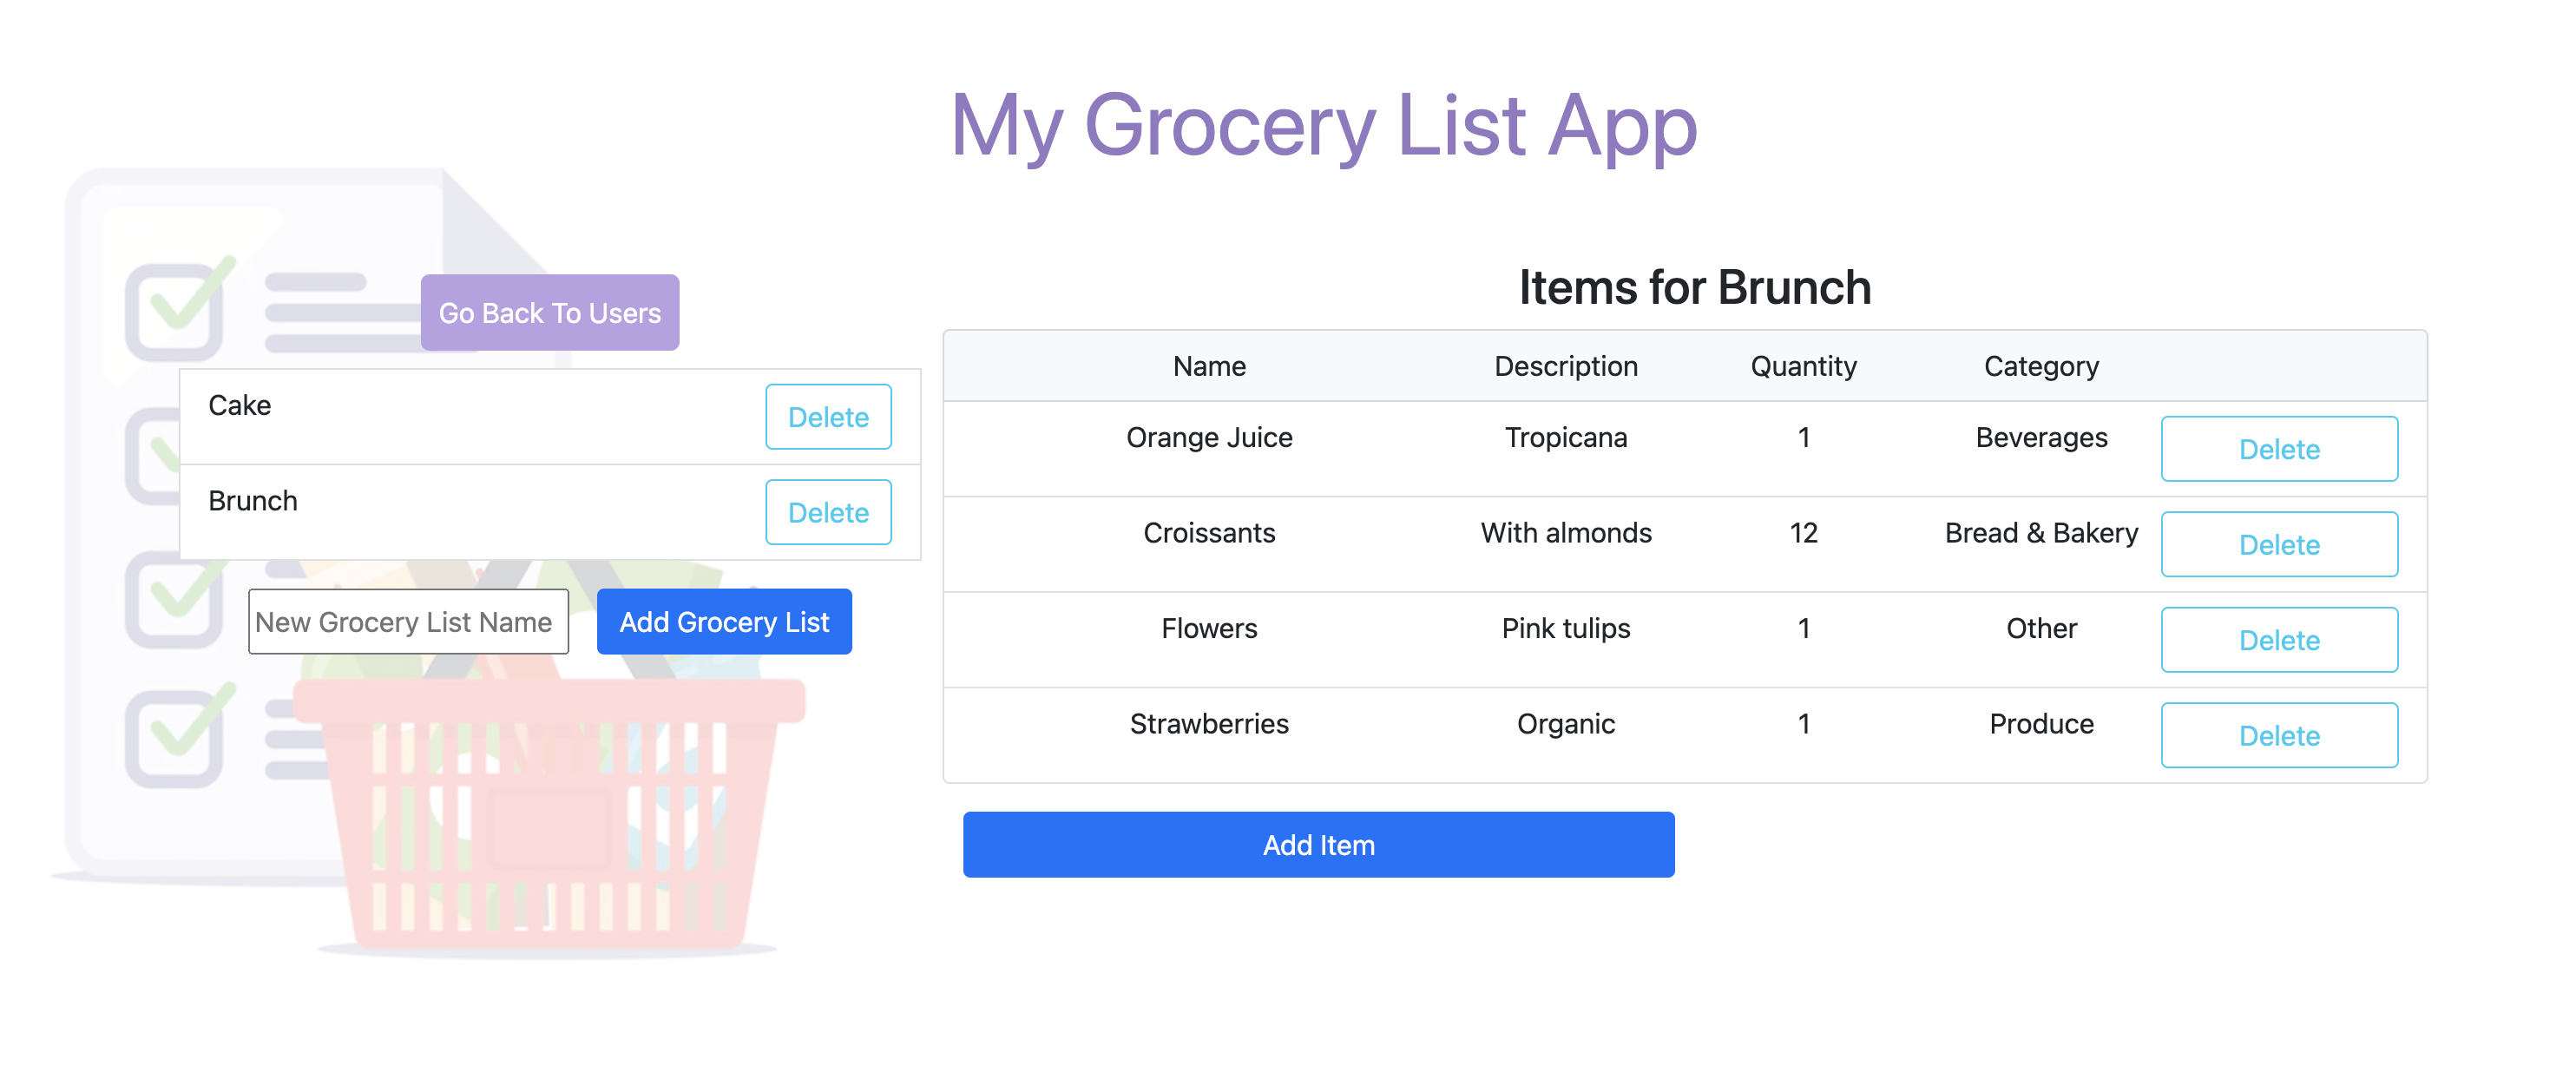 My Grocery List App
Go Back To Users
Cake Delete
Brunch Delete
New Grocery List Name Add Grocery List
Items for Brunch
Name Description Quantity Category
Orange Juice Tropicana 1 Beverages Delete
Croissants With almonds 12 Bread & Bakery Delete
Flowers Pink tulips 1 Other Delete
Strawberries Organic 1 Produce Delete
Add Item